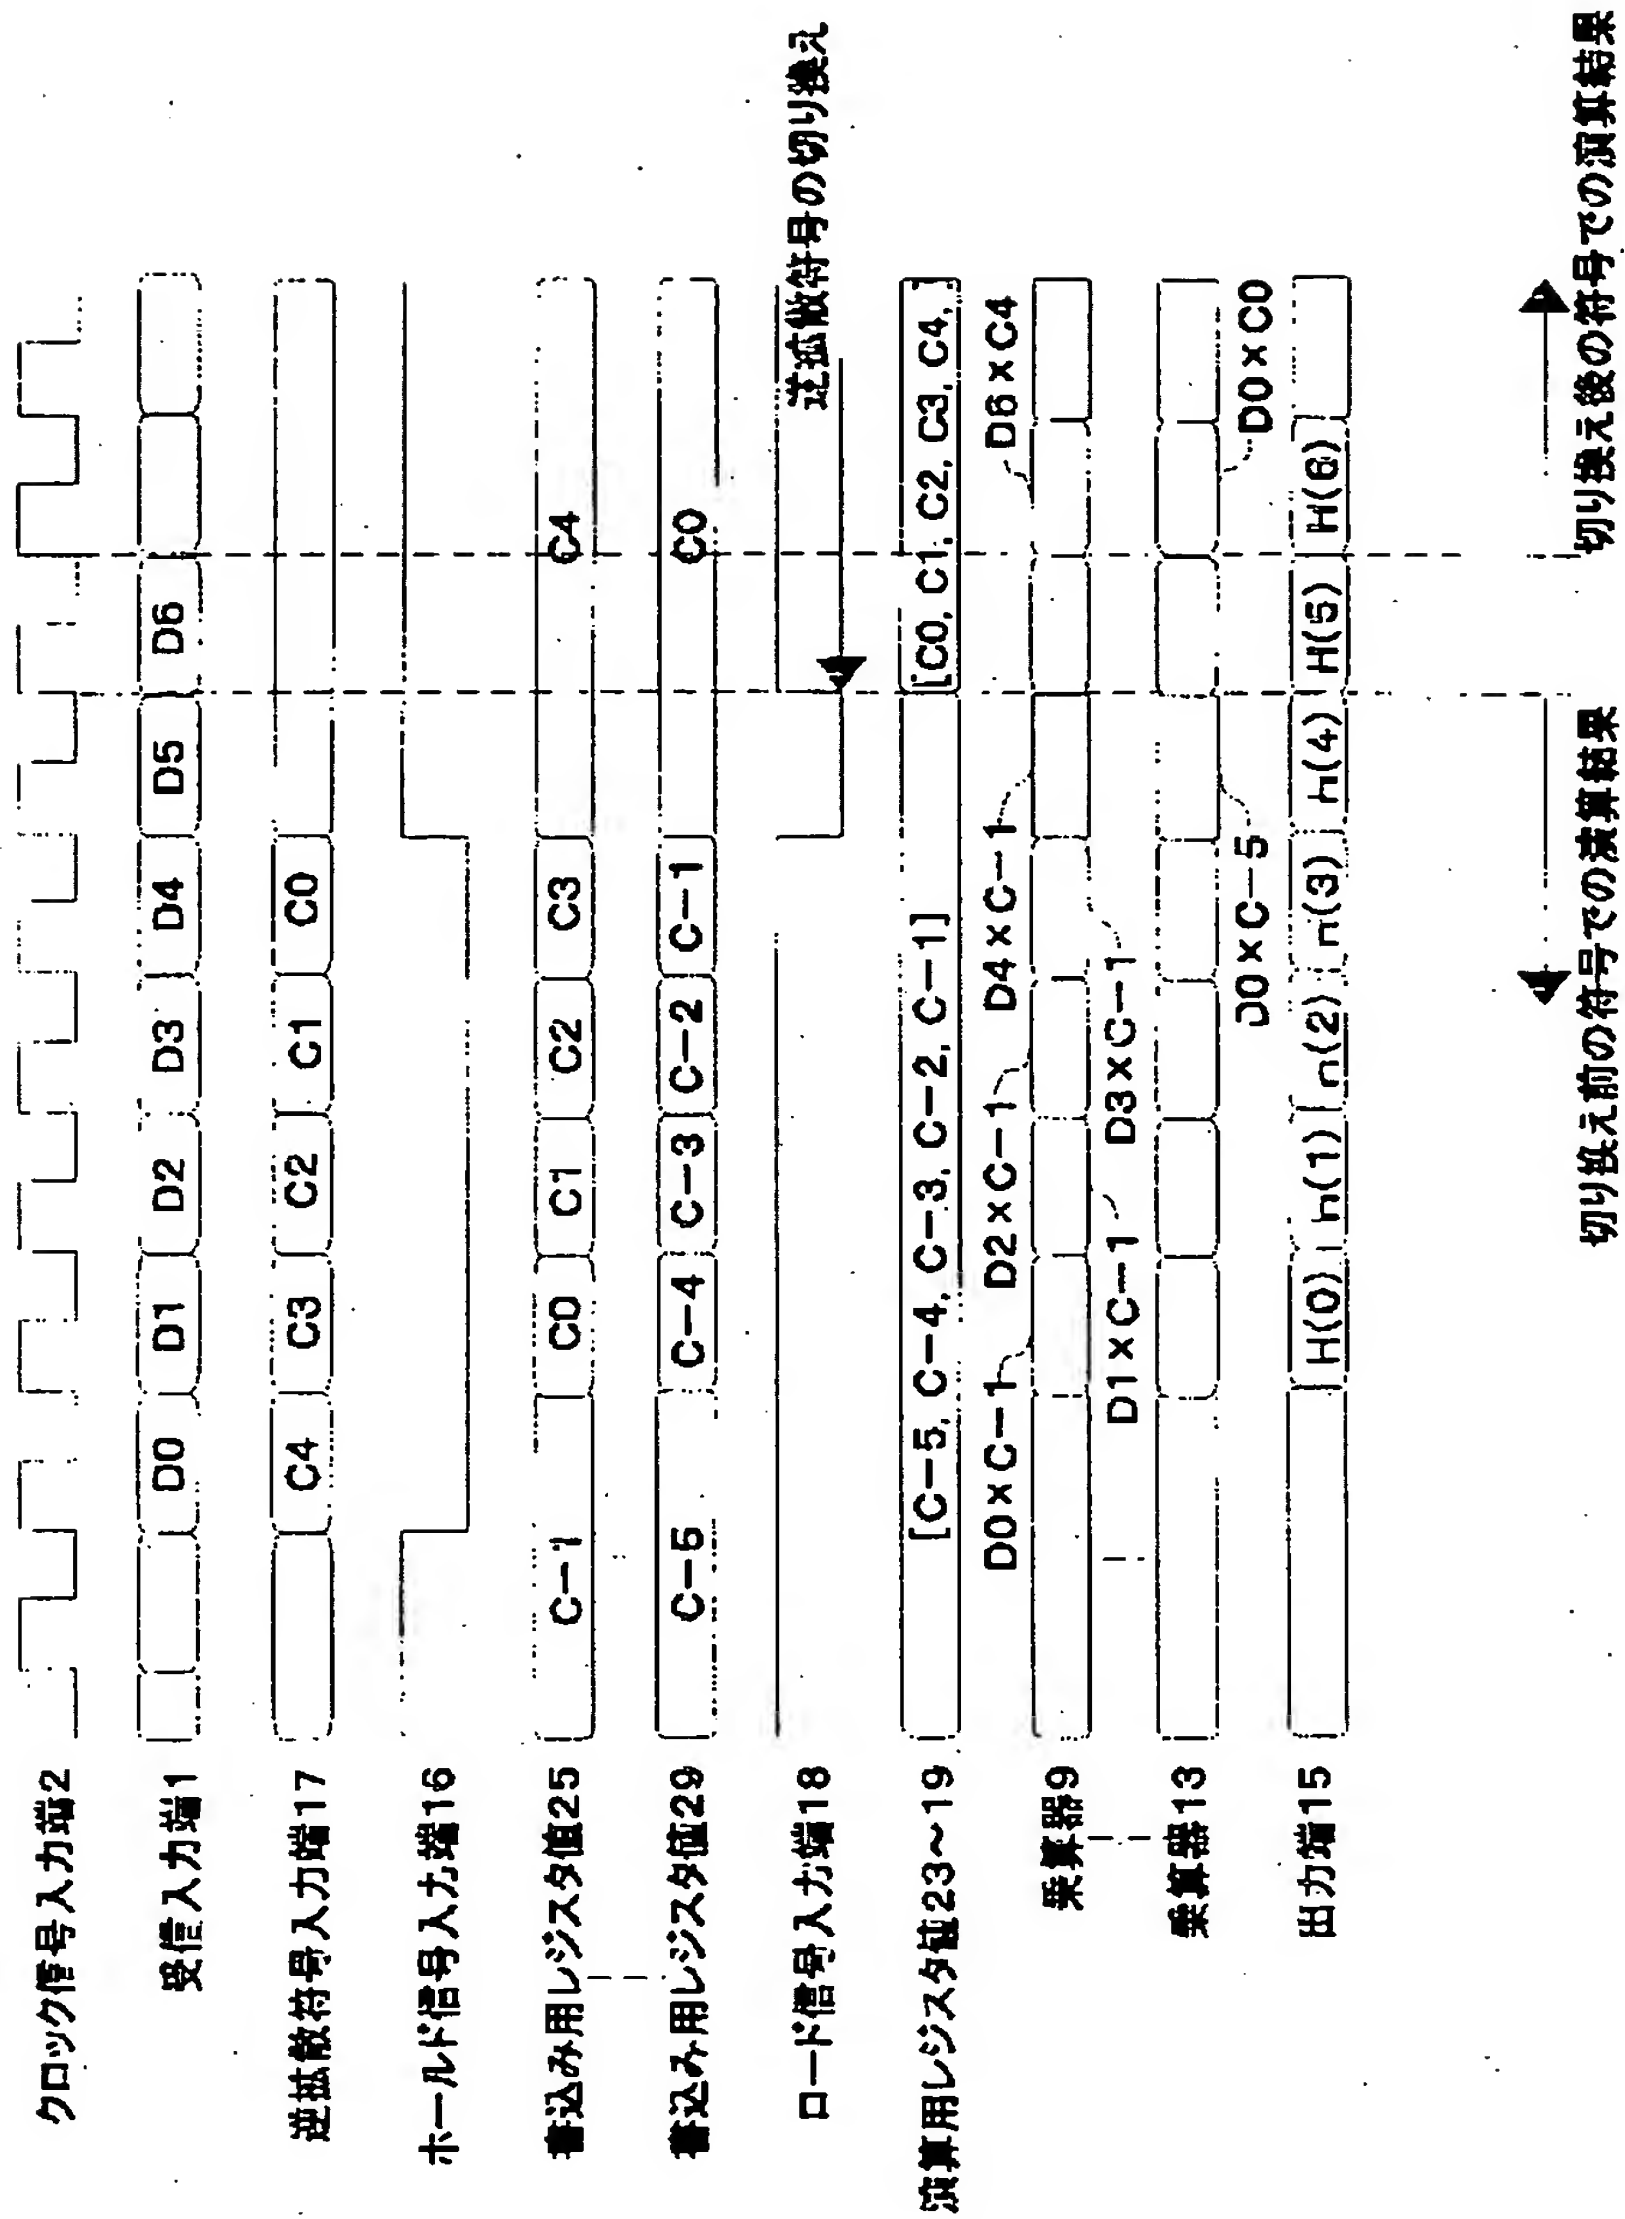 クロック信号入力端2
受信入力端1
D0 D1 D2 D3 D4 D5 D6
逆拡散符号入力端17
C4 C3 C2 C1 C0
ホールド信号入力端16
書込み用レジスタ値25
C-1 C0 C1 C2 C3 C4
書込み用レジスタ値29
C-5 C-4 C-3 C-2 C-1 C0
ロード信号入力端18
逆拡散符号の切り換え
演算用レジスタ値23～19
[C-5, C-4, C-3, C-2, C-1] [C0, C1, C2, C3, C4,]
D0×C-1 D2×C-1 D4×C-1 D6×C4
乗算器9
D1×C-1 D3×C-1
乗算器13
D0×C-5 D0×C0
出力端15
H(0) h(1) n(2) n(3) h(4) H(5) H(6)
切り換え前の符号での演算結果
切り換え後の符号での演算結果